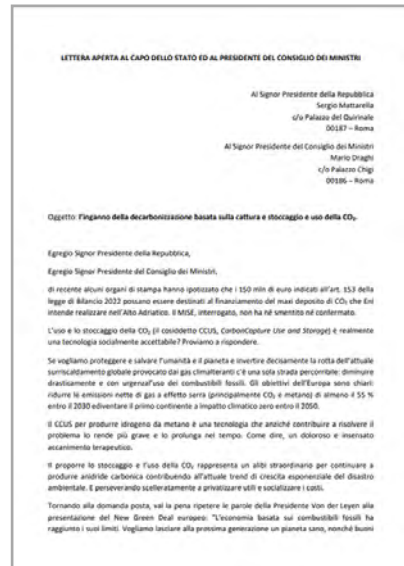 LETTERA APERTA AL CAPO DELLO STATO ED AL PRESIDENTE DEL CONSIGLIO DEI MINISTRI
Al Signor Presidente della Repubblica
Sergio Mattarella
c/o Palazzo del Quirinale
00187 – Roma
Al Signor Presidente del Consiglio dei Ministri
Mario Draghi
c/o Palazzo Chigi
00186 – Roma
Oggetto: l'inganno della decarbonizzazione basata sulla cattura e stoccaggio e uso della CO₂.
Egregio Signor Presidente della Repubblica,
Egregio Signor Presidente del Consiglio dei Ministri,
di recente alcuni organi di stampa hanno ipotizzato che i 150 mln di euro indicati all'art. 153 della
legge di Bilancio 2022 possano essere destinati al finanziamento del maxi deposito di CO₂ che Eni
intende realizzare nell'Alto Adriatico. Il MISE, interrogato, non ha né smentito né confermato.
L'uso e lo stoccaggio della CO₂ (il cosiddetto CCUS, CarbonCapture Use and Storage) è realmente
una tecnologia socialmente accettabile? Proviamo a rispondere.
Se vogliamo proteggere e salvare l'umanità e il pianeta e invertire decisamente la rotta dell'attuale
surriscaldamento globale provocato dai gas climalteranti c'è una sola strada percorribile: diminuire
drasticamente e con urgenzal'uso dei combustibili fossili. Gli obiettivi dell'Europa sono chiari:
ridurre le emissioni nette di gas a effetto serra (principalmente CO₂ e metano) di almeno il 55 %
entro il 2030 ediventare il primo continente a impatto climatico zero entro il 2050.
Il CCUS per produrre idrogeno da metano è una tecnologia che anziché contribuire a risolvere il
problema lo rende più grave e lo prolunga nel tempo. Come dire, un doloroso e insensato
accanimento terapeutico.
Il proporre lo stoccaggio e l'uso della CO₂ rappresenta un alibi straordinario per continuare a
produrre anidride carbonica contribuendo all'attuale trend di crescita esponenziale del disastro
ambientale. E perseverando scelleratamente a privatizzare utili e socializzare i costi.
Tornando alla domanda posta, val la pena ripetere le parole della Presidente Von der Leyen alla
presentazione del New Green Deal europeo: "L'economia basata sui combustibili fossili ha
raggiunto i suoi limiti. Vogliamo lasciare alla prossima generazione un pianeta sano, nonché buoni